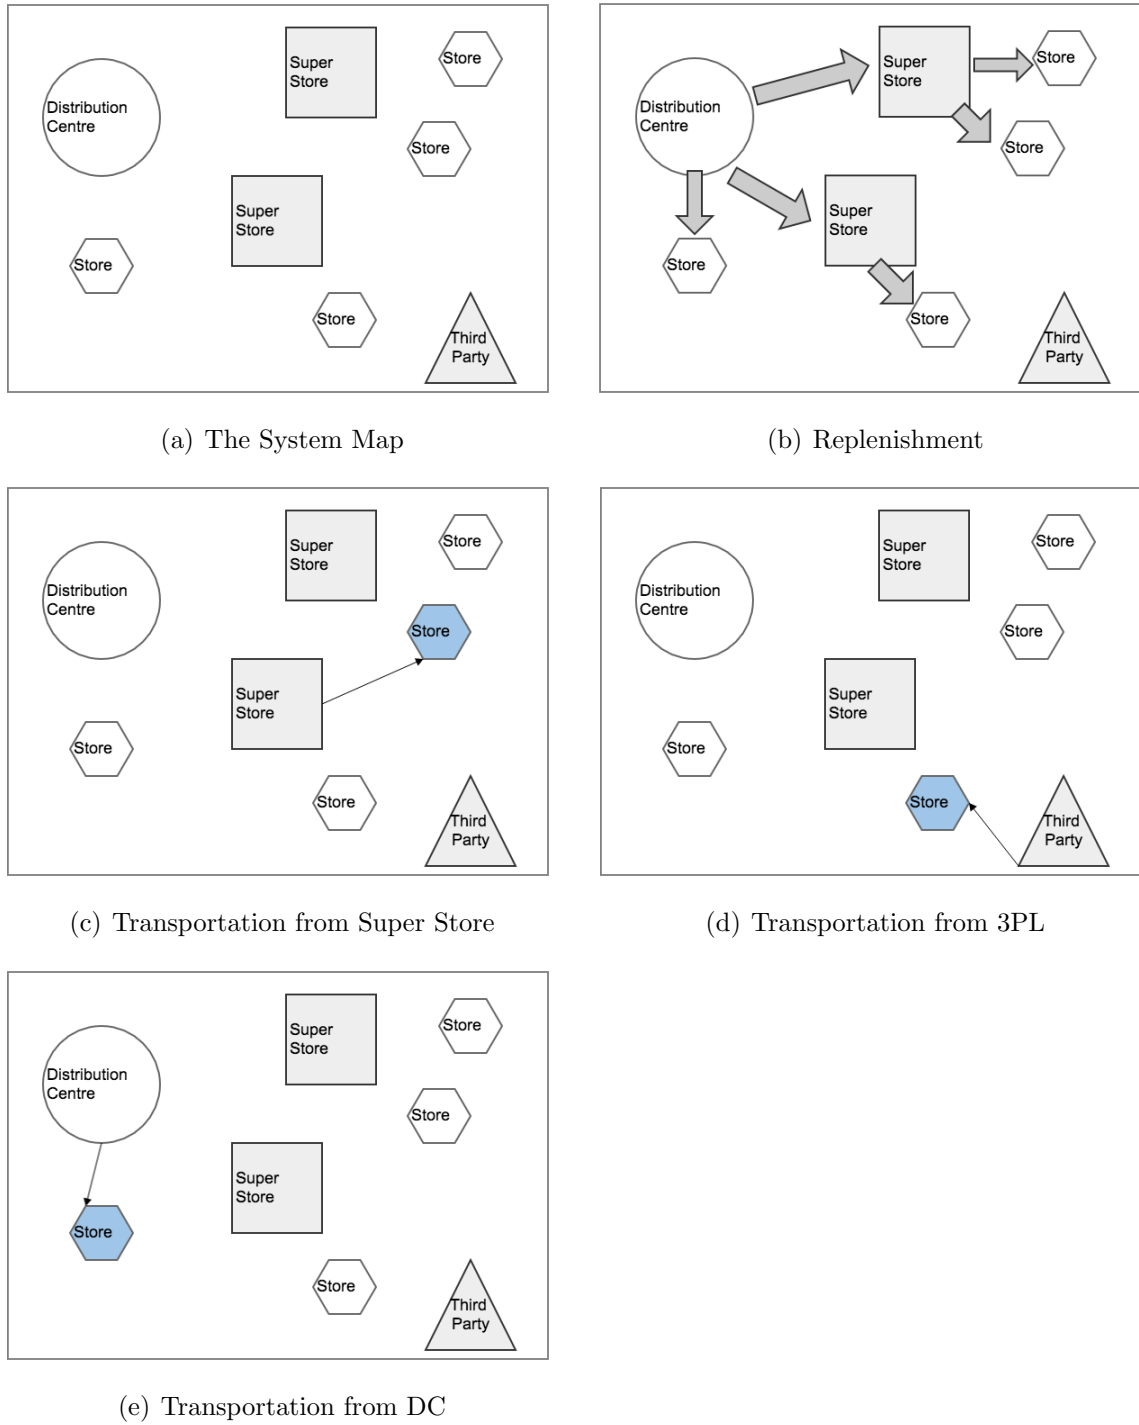 Super
Store
Store
Distribution
Centre
Store
Super
Store
Store
Store
Third
Party
(a) The System Map
Super
Store
Store
Distribution
Centre
Store
Super
Store
Store
Store
Third
Party
(b) Replenishment
Super
Store
Store
Distribution
Centre
Store
Super
Store
Store
Store
Third
Party
(c) Transportation from Super Store
Super
Store
Store
Distribution
Centre
Store
Super
Store
Store
Store
Third
Party
(d) Transportation from 3PL
Super
Store
Store
Distribution
Centre
Store
Super
Store
Store
Store
Third
Party
(e) Transportation from DC